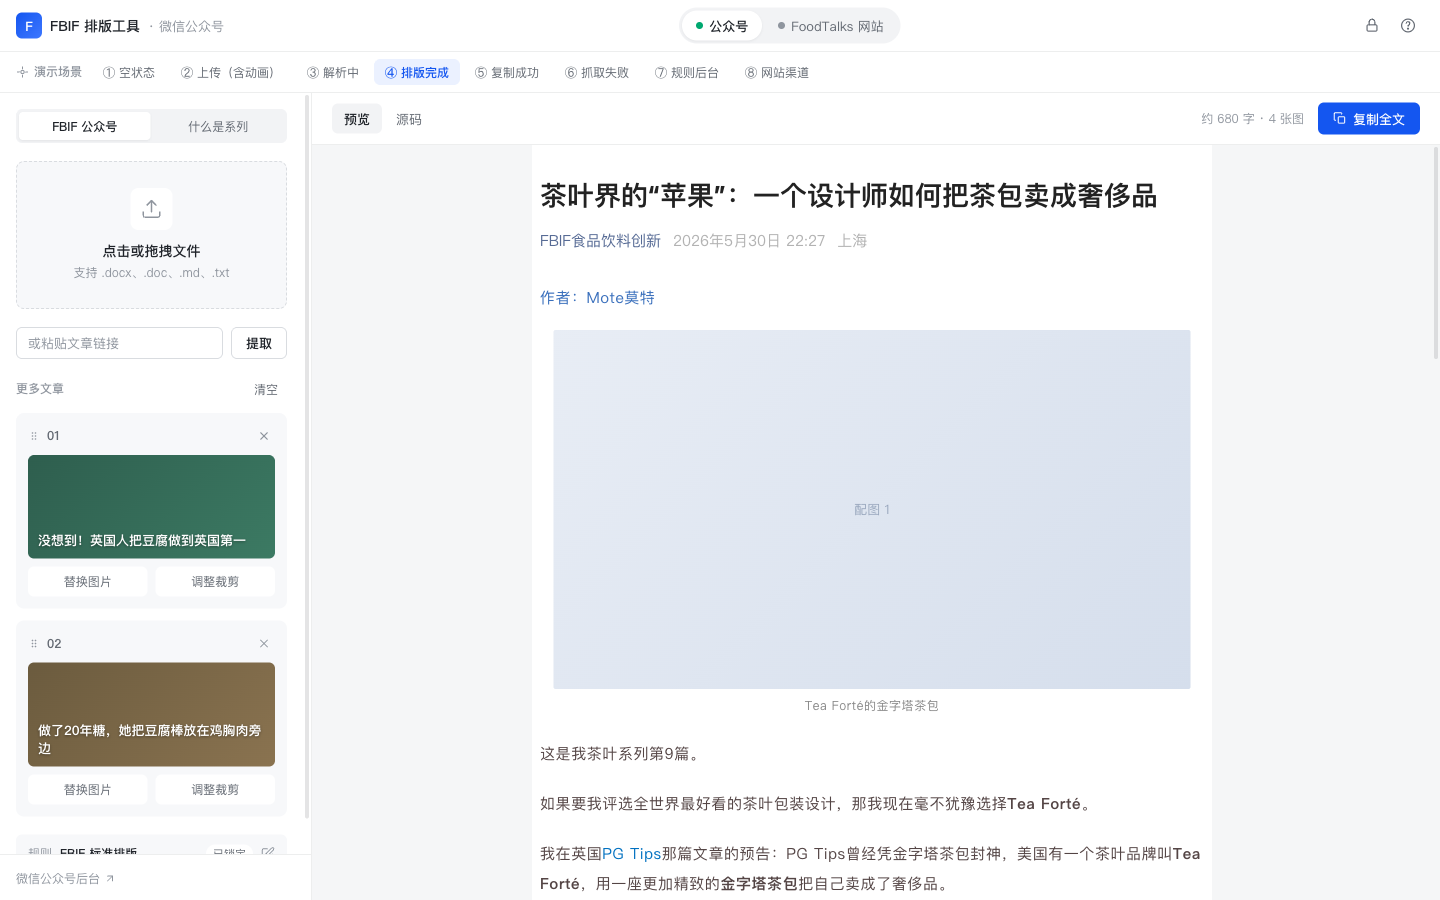 F FBIF 排版工具 · 微信公众号
公众号 FoodTalks 网站
演示场景 ① 空状态 ② 上传（含动画） ③ 解析中 ④ 排版完成 ⑤ 复制成功 ⑥ 抓取失败 ⑦ 规则后台 ⑧ 网站渠道
FBIF 公众号 什么是系列
点击或拖拽文件
支持 .docx、.doc、.md、.txt
或粘贴文章链接 提取
更多文章 清空
01
没想到！英国人把豆腐做到英国第一
替换图片 调整裁剪
02
做了20年糖，她把豆腐棒放在鸡胸肉旁
边
替换图片 调整裁剪
规则 FBIF 标准排版 已锁定
微信公众号后台
预览 源码 约 680 字 · 4 张图 复制全文
茶叶界的“苹果”：一个设计师如何把茶包卖成奢侈品
FBIF食品饮料创新 2026年5月30日 22:27 上海
作者：Mote莫特
配图 1
Tea Forté的金字塔茶包
这是我茶叶系列第9篇。
如果要我评选全世界最好看的茶叶包装设计，那我现在毫不犹豫选择Tea Forté。
我在英国PG Tips那篇文章的预告：PG Tips曾经凭金字塔茶包封神，美国有一个茶叶品牌叫Tea
Forté，用一座更加精致的金字塔茶包把自己卖成了奢侈品。